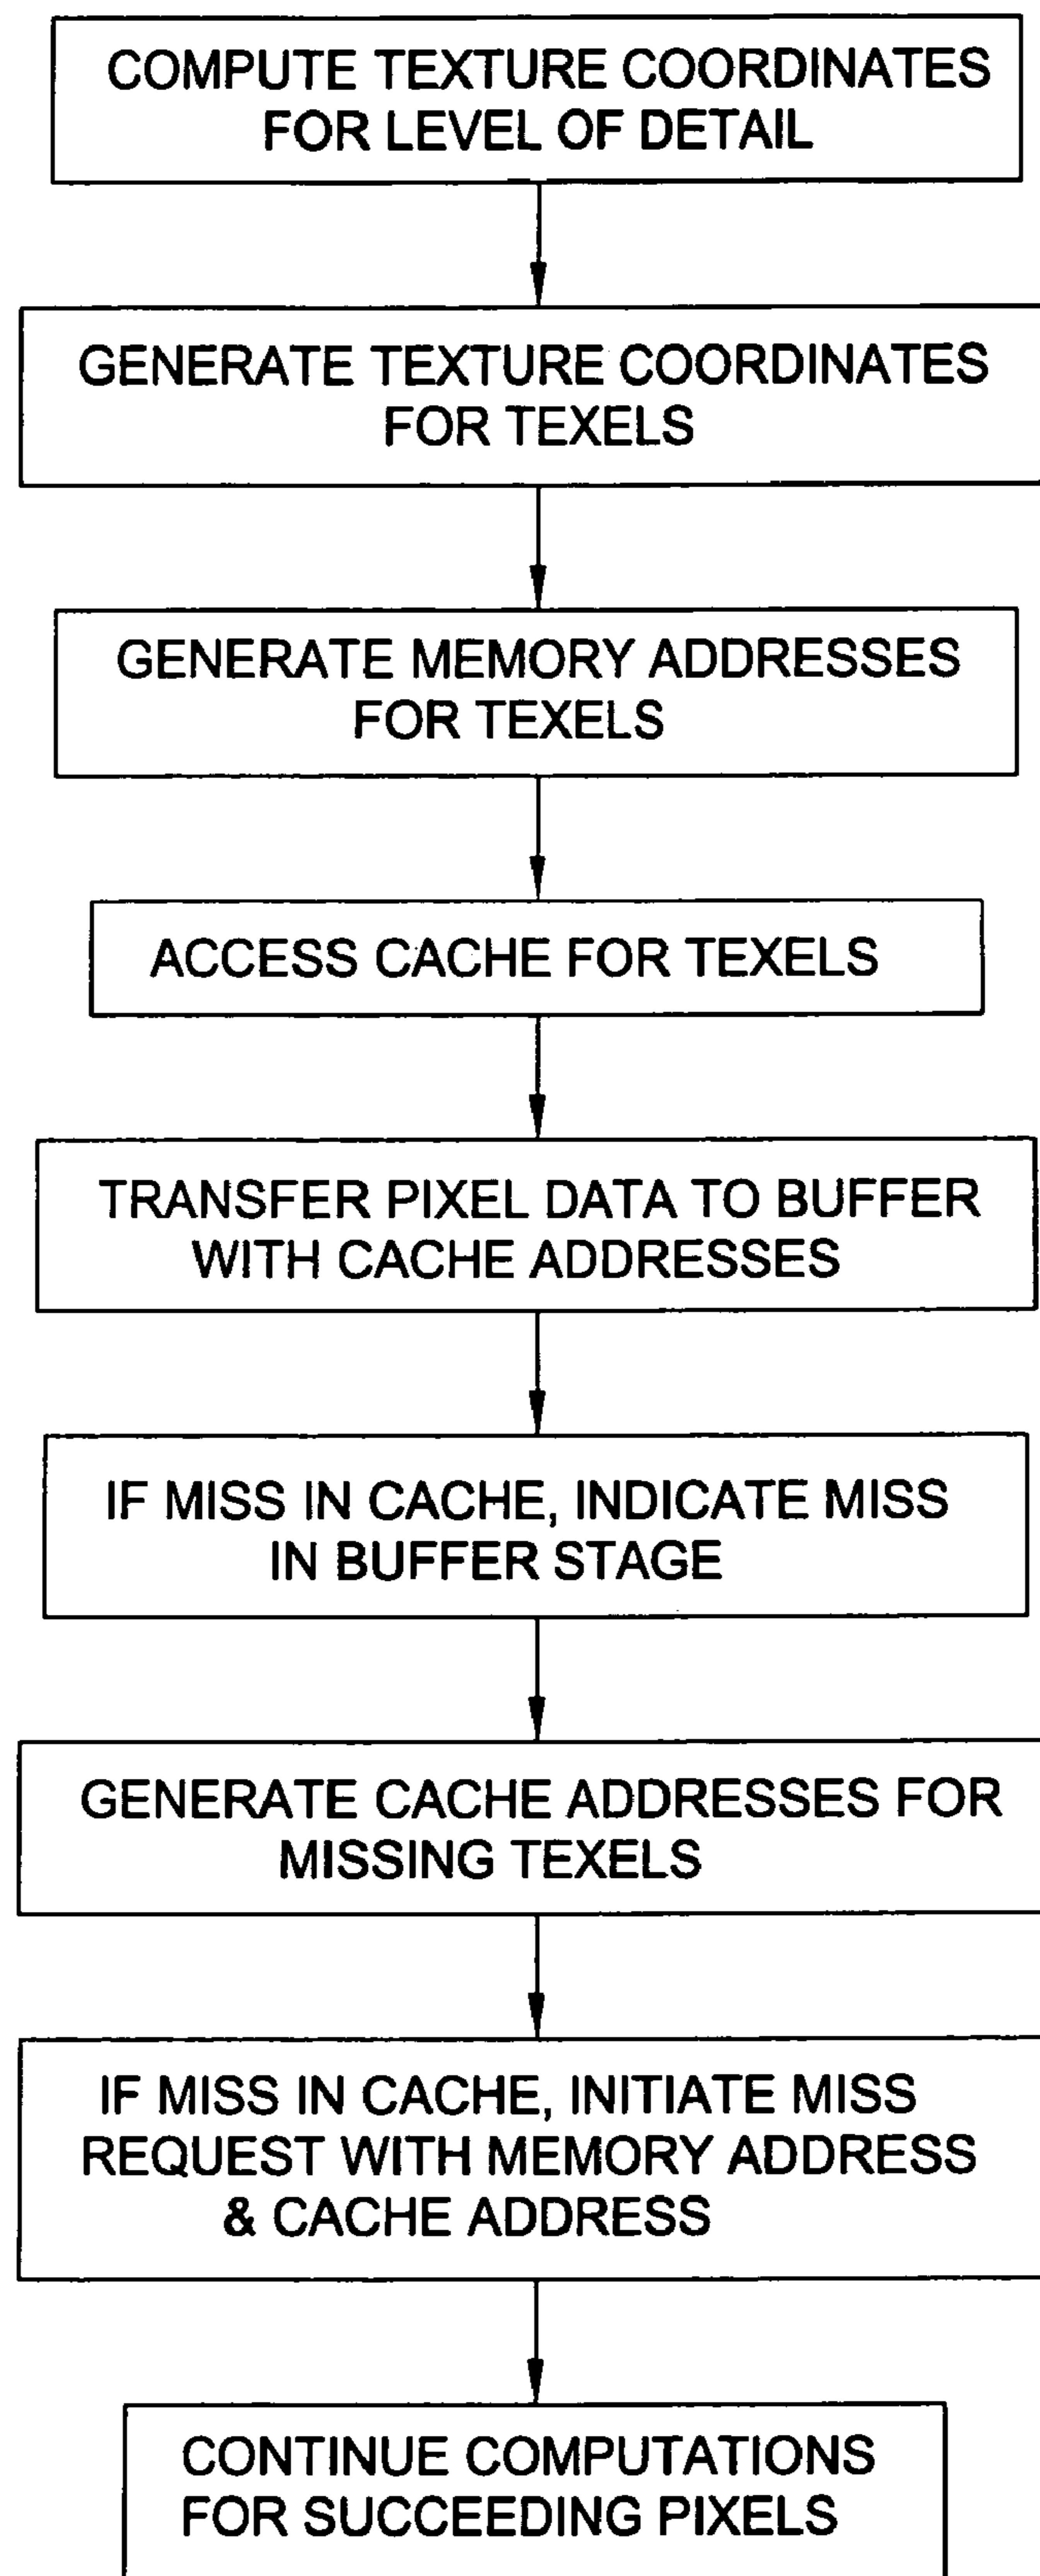 COMPUTE TEXTURE COORDINATES
FOR LEVEL OF DETAIL
GENERATE TEXTURE COORDINATES
FOR TEXELS
GENERATE MEMORY ADDRESSES
FOR TEXELS
ACCESS CACHE FOR TEXELS
TRANSFER PIXEL DATA TO BUFFER
WITH CACHE ADDRESSES
IF MISS IN CACHE, INDICATE MISS
IN BUFFER STAGE
GENERATE CACHE ADDRESSES FOR
MISSING TEXELS
IF MISS IN CACHE, INITIATE MISS
REQUEST WITH MEMORY ADDRESS
& CACHE ADDRESS
CONTINUE COMPUTATIONS
FOR SUCCEEDING PIXELS